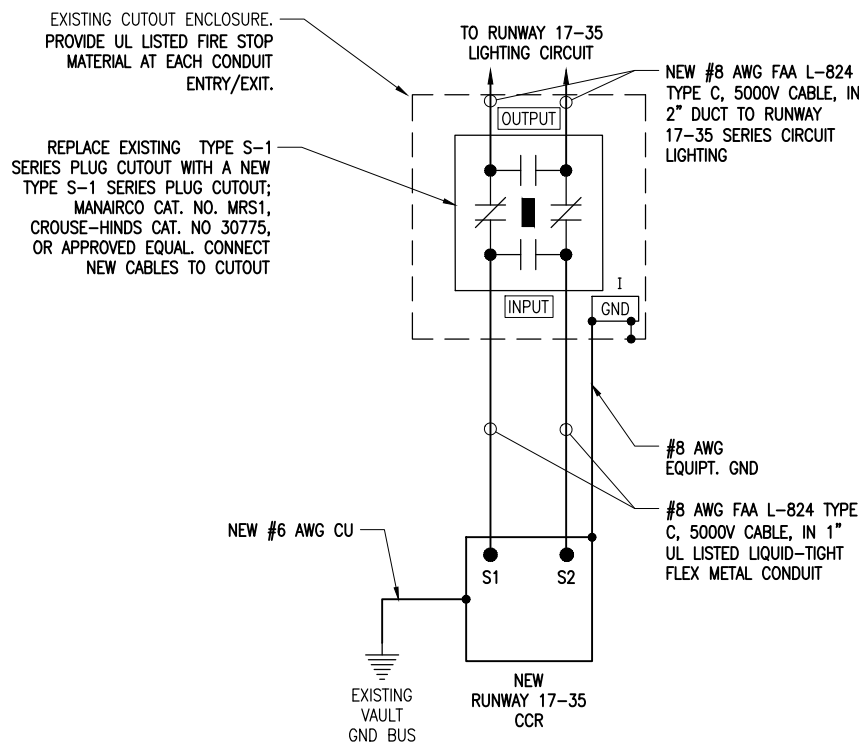 EXISTING CUTOUT ENCLOSURE.
PROVIDE UL LISTED FIRE STOP
MATERIAL AT EACH CONDUIT
ENTRY/EXIT.
TO RUNWAY 17-35
LIGHTING CIRCUIT
NEW #8 AWG FAA L-824
TYPE C, 5000V CABLE, IN
2" DUCT TO RUNWAY
17-35 SERIES CIRCUIT
LIGHTING
OUTPUT
REPLACE EXISTING TYPE S-1
SERIES PLUG CUTOUT WITH A NEW
TYPE S-1 SERIES PLUG CUTOUT;
MANAIRCO CAT. NO. MRS1,
CROUSE-HINDS CAT. NO 30775,
OR APPROVED EQUAL. CONNECT
NEW CABLES TO CUTOUT
INPUT
I
GND
#8 AWG
EQUIPT. GND
#8 AWG FAA L-824 TYPE
C, 5000V CABLE, IN 1"
UL LISTED LIQUID-TIGHT
FLEX METAL CONDUIT
NEW #6 AWG CU
S1
S2
EXISTING
VAULT
GND BUS
NEW
RUNWAY 17-35
CCR